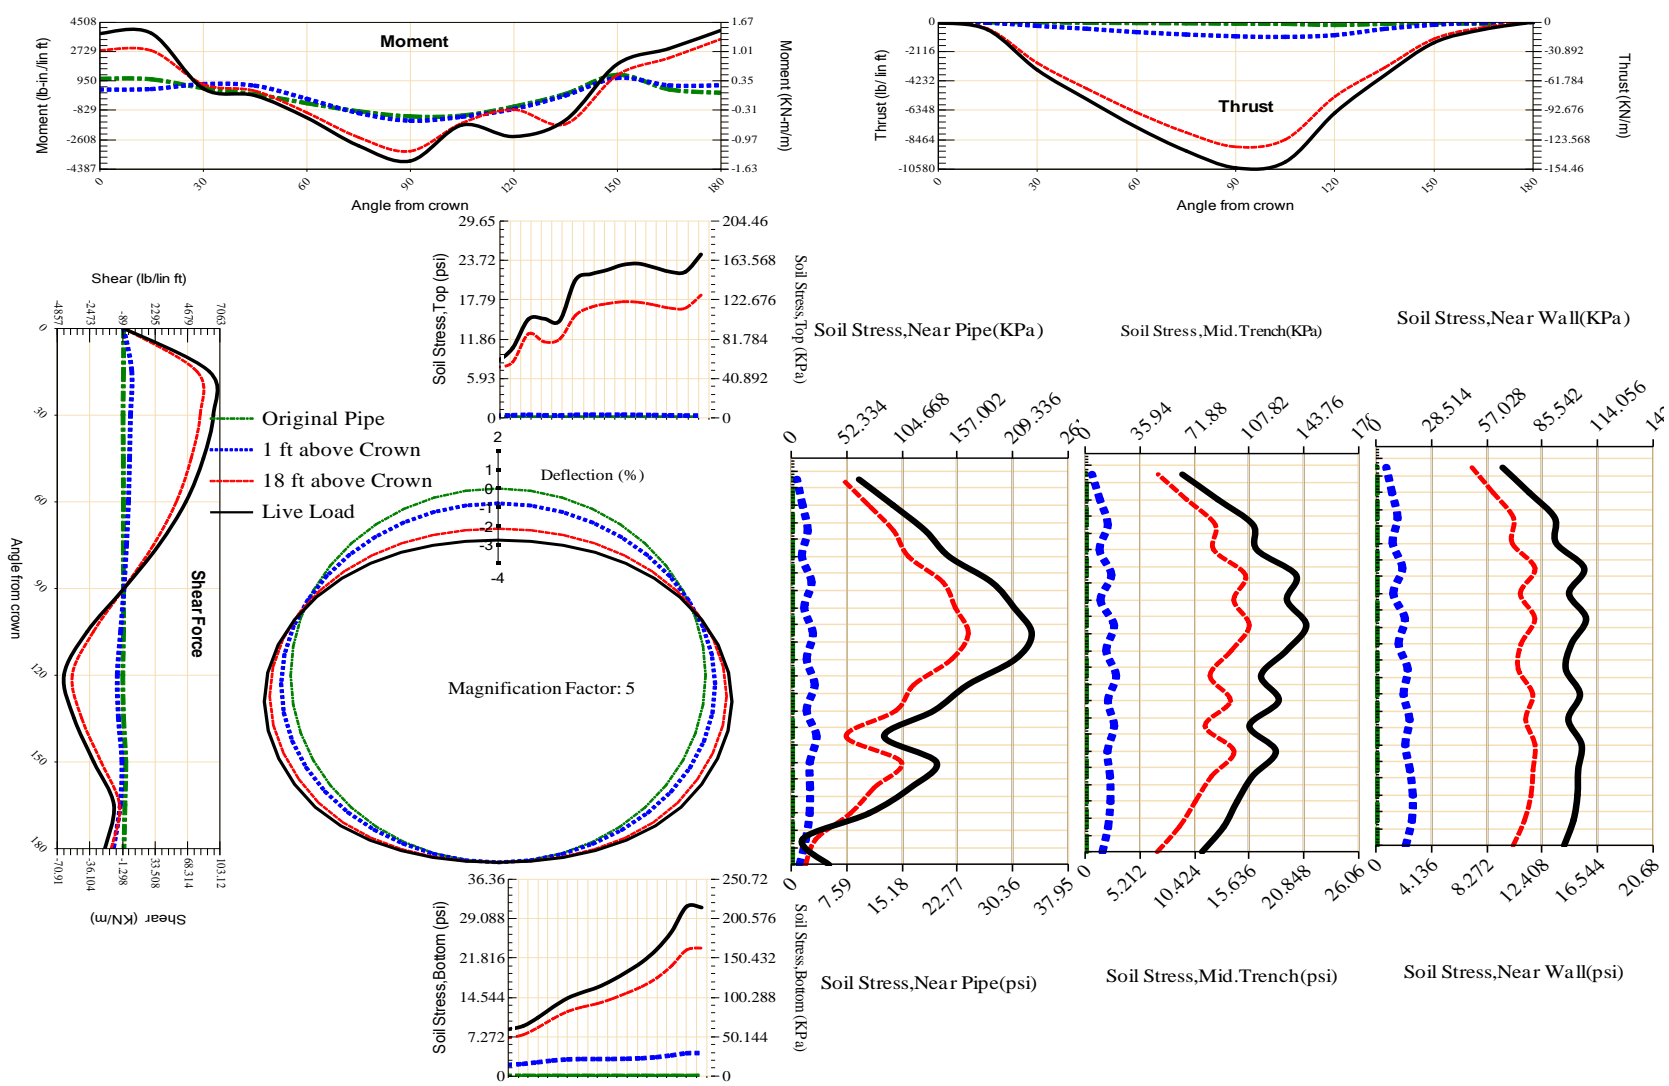 4508
2729
950
-829
-2608
-4387
Moment (lb-in./lin ft)
Moment
1.67
1.01
0.35
-0.31
-0.97
-1.63
Moment (KN-m/m)
0 30 60 90 120 150 180
Angle from crown
0
-2116
-4232
-6348
-8464
-10580
Thrust (lb/ lin ft)
Thrust
0
-30.892
-61.784
-92.676
-123.568
-154.46
Thrust (KN/m)
0 30 60 90 120 150 180
Angle from crown
29.65
23.72
17.79
11.86
5.93
0
Soil Stress,Top (psi)
204.46
163.568
122.676
81.784
40.892
0
Soil Stress,Top (KPa)
Shear (lb/lin ft)
-4857 -2473 -89 2295 4679 7063
0
30
60
90
120
150
180
Angle from crown
Shear Force
-70.91 -36.104 -1.298 33.508 68.314 103.12
Shear (KN/m)
Original Pipe
1 ft above Crown
18 ft above Crown
Live Load
2
1
0
-1
-2
-3
-4
Deflection (%)
Magnification Factor: 5
36.36
29.088
21.816
14.544
7.272
0
Soil Stress,Bottom (psi)
250.72
200.576
150.432
100.288
50.144
0
Soil Stress,Bottom (KPa)
Soil Stress,Near Pipe(KPa)
0 52.334 104.668 157.002 209.336 26
0 7.59 15.18 22.77 30.36 37.95
Soil Stress,Near Pipe(psi)
Soil Stress,Mid.Trench(KPa)
0 35.94 71.88 107.82 143.76 17
0 5.212 10.424 15.636 20.848 26.06
Soil Stress,Mid.Trench(psi)
Soil Stress,Near Wall(KPa)
0 28.514 57.028 85.542 114.056 14
0 4.136 8.272 12.408 16.544 20.68
Soil Stress,Near Wall(psi)